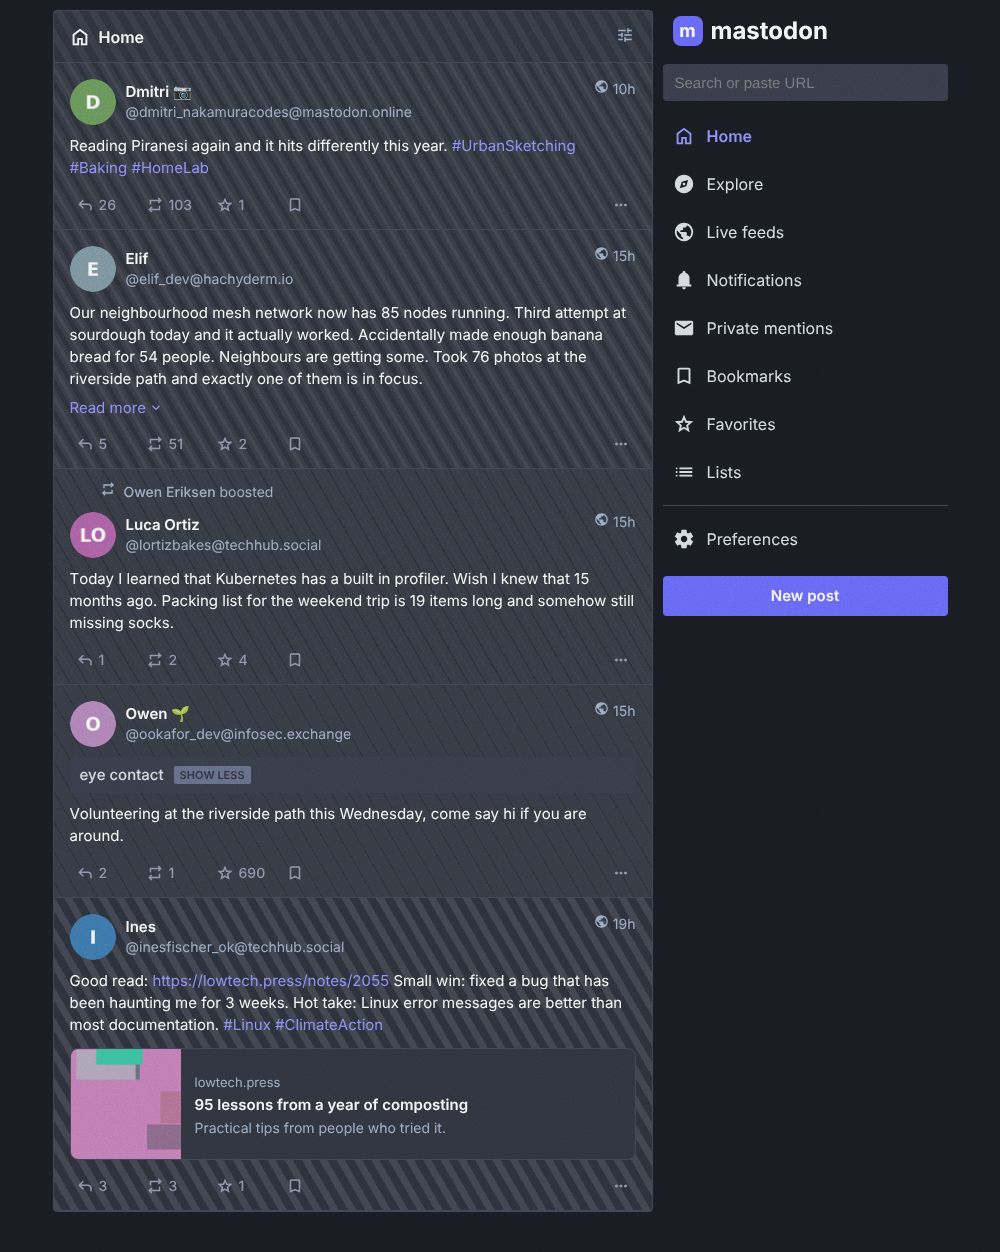 Home
D
Dmitri 📷
10h
@dmitri_nakamuracodes@mastodon.online
Reading Piranesi again and it hits differently this year. #UrbanSketching
#Baking #HomeLab
26 103 1
E
Elif
15h
@elif_dev@hachyderm.io
Our neighbourhood mesh network now has 85 nodes running. Third attempt at
sourdough today and it actually worked. Accidentally made enough banana
bread for 54 people. Neighbours are getting some. Took 76 photos at the
riverside path and exactly one of them is in focus.
Read more
5 51 2
Owen Eriksen boosted
LO
Luca Ortiz
15h
@lortizbakes@techhub.social
Today I learned that Kubernetes has a built in profiler. Wish I knew that 15
months ago. Packing list for the weekend trip is 19 items long and somehow still
missing socks.
1 2 4
O
Owen 🌱
15h
@ookafor_dev@infosec.exchange
eye contact SHOW LESS
Volunteering at the riverside path this Wednesday, come say hi if you are
around.
2 1 690
I
Ines
19h
@inesfischer_ok@techhub.social
Good read: https://lowtech.press/notes/2055 Small win: fixed a bug that has
been haunting me for 3 weeks. Hot take: Linux error messages are better than
most documentation. #Linux #ClimateAction
lowtech.press
95 lessons from a year of composting
Practical tips from people who tried it.
3 3 1
m mastodon
Search or paste URL
Home
Explore
Live feeds
Notifications
Private mentions
Bookmarks
Favorites
Lists
Preferences
New post